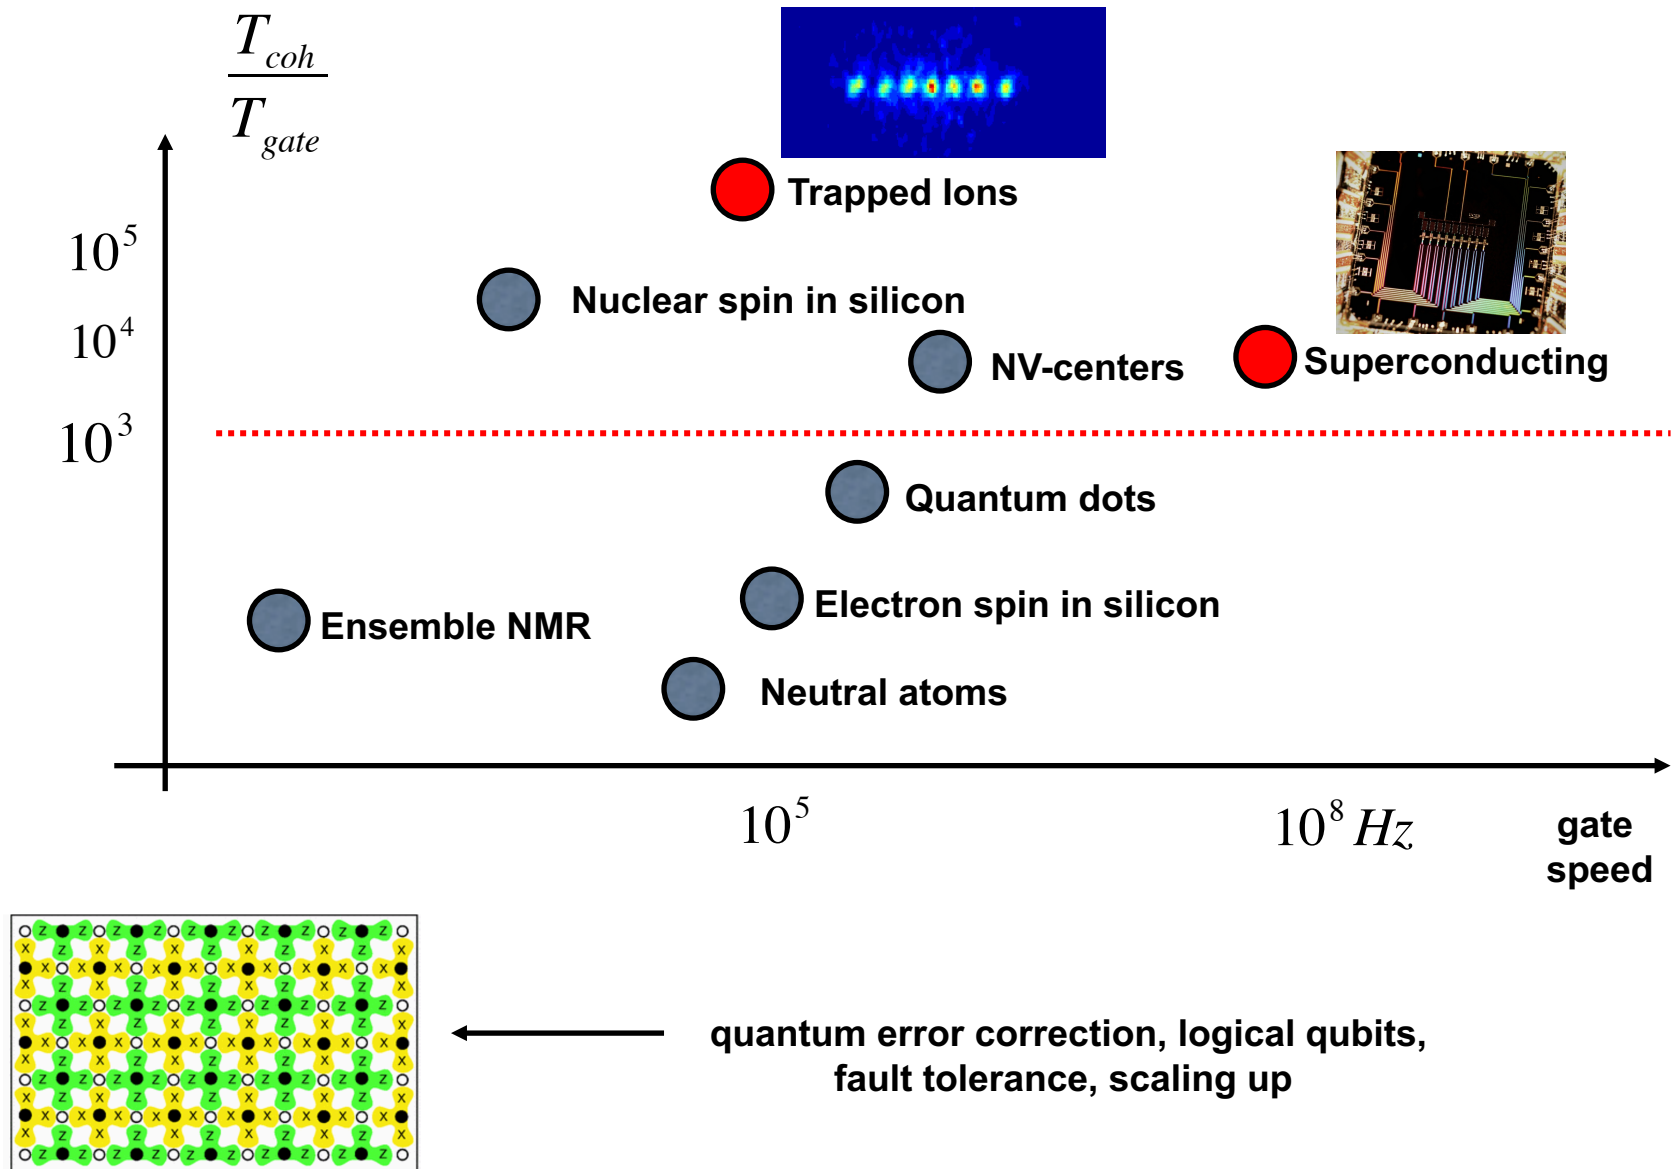 T_coh
T_gate
Trapped Ions
10^5
Nuclear spin in silicon
10^4
NV-centers
Superconducting
10^3
Quantum dots
Electron spin in silicon
Ensemble NMR
Neutral atoms
10^5
10^8 Hz
gate
speed
Z Z Z Z Z Z Z Z Z Z
X Z X Z X Z X Z X Z X
X X X X X X X X X X
X Z X Z X Z X Z X Z X
Z Z Z Z Z Z Z Z Z Z
X Z X Z X Z X Z X Z X
X X X X X X X X X X
X Z X Z X Z X Z X Z X
Z Z Z Z Z Z Z Z Z Z
X Z X Z X Z X Z X Z X
X X X X X X X X X X
X Z X Z X Z X Z X Z X
Z Z Z Z Z Z Z Z Z Z
quantum error correction, logical qubits,
fault tolerance, scaling up